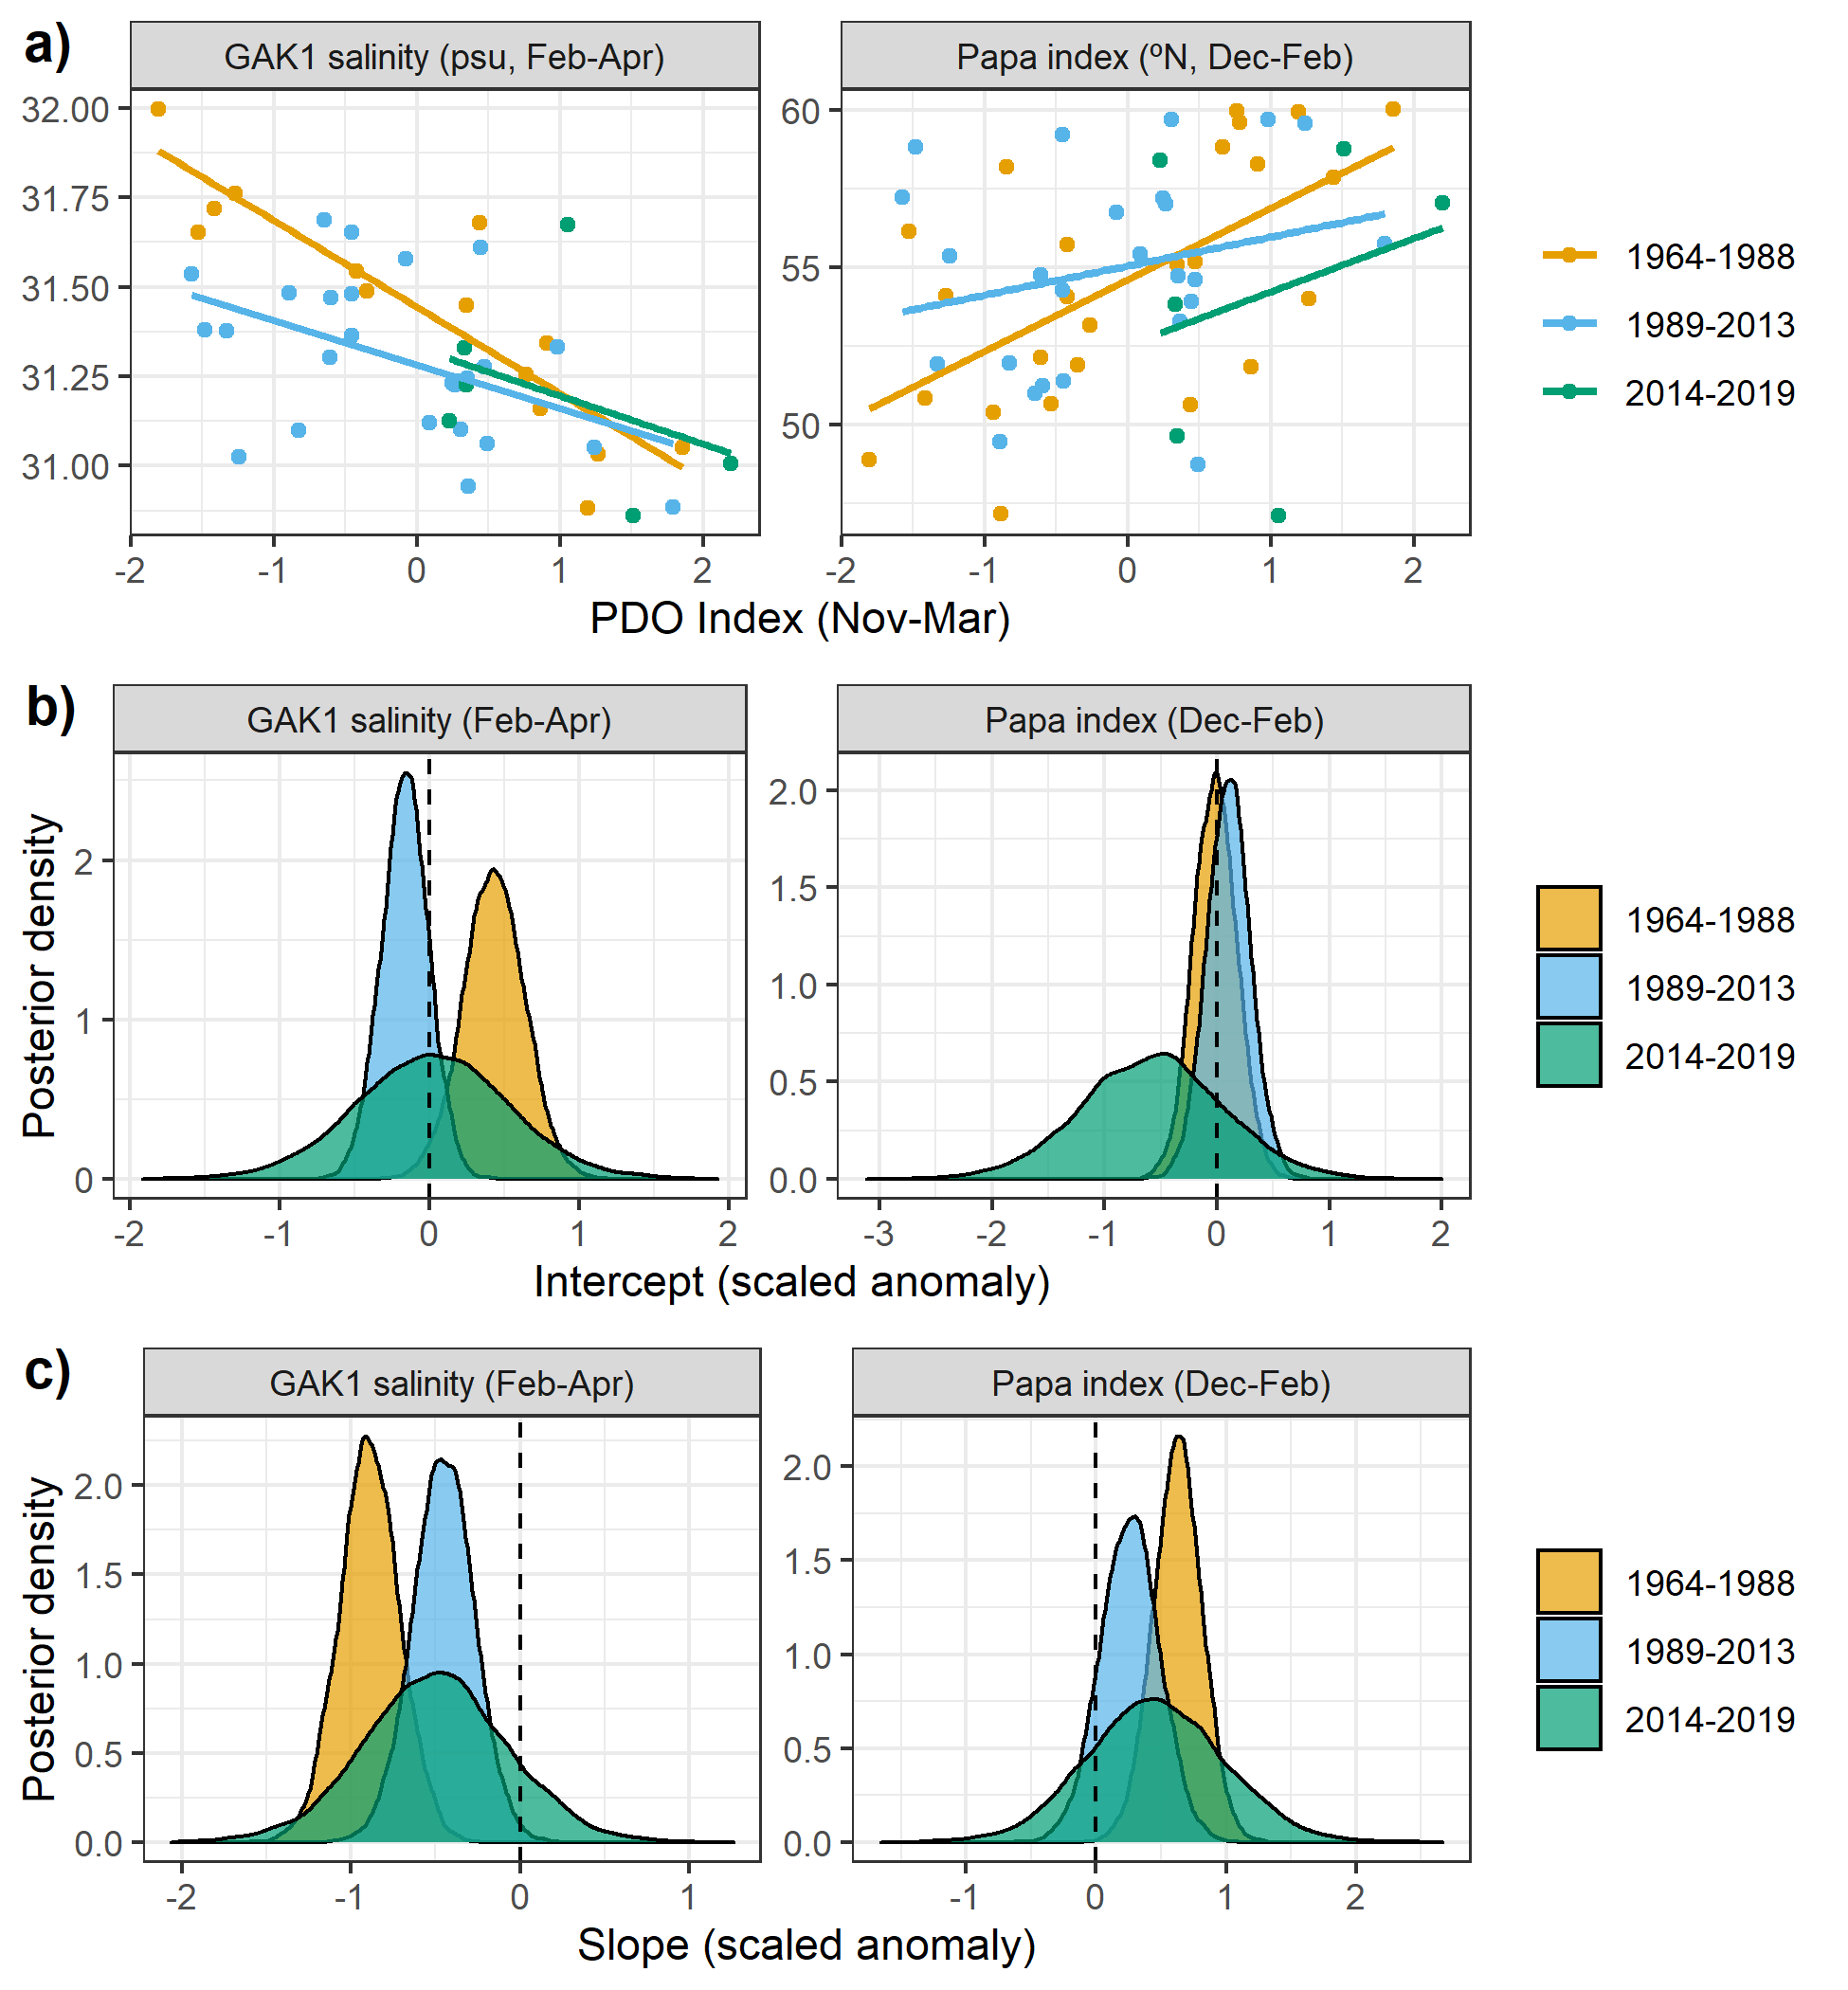 a)
GAK1 salinity (psu, Feb-Apr)
Papa index (ºN, Dec-Feb)
32.00
31.75
31.50
31.25
31.00
60
55
50
-2 -1 0 1 2
-2 -1 0 1 2
PDO Index (Nov-Mar)
1964-1988
1989-2013
2014-2019
b)
GAK1 salinity (Feb-Apr)
Papa index (Dec-Feb)
Posterior density
2
1
0
2.0
1.5
1.0
0.5
0.0
-2 -1 0 1 2
-3 -2 -1 0 1 2
Intercept (scaled anomaly)
1964-1988
1989-2013
2014-2019
c)
GAK1 salinity (Feb-Apr)
Papa index (Dec-Feb)
Posterior density
2.0
1.5
1.0
0.5
0.0
2.0
1.5
1.0
0.5
0.0
-2 -1 0 1
-1 0 1 2
Slope (scaled anomaly)
1964-1988
1989-2013
2014-2019